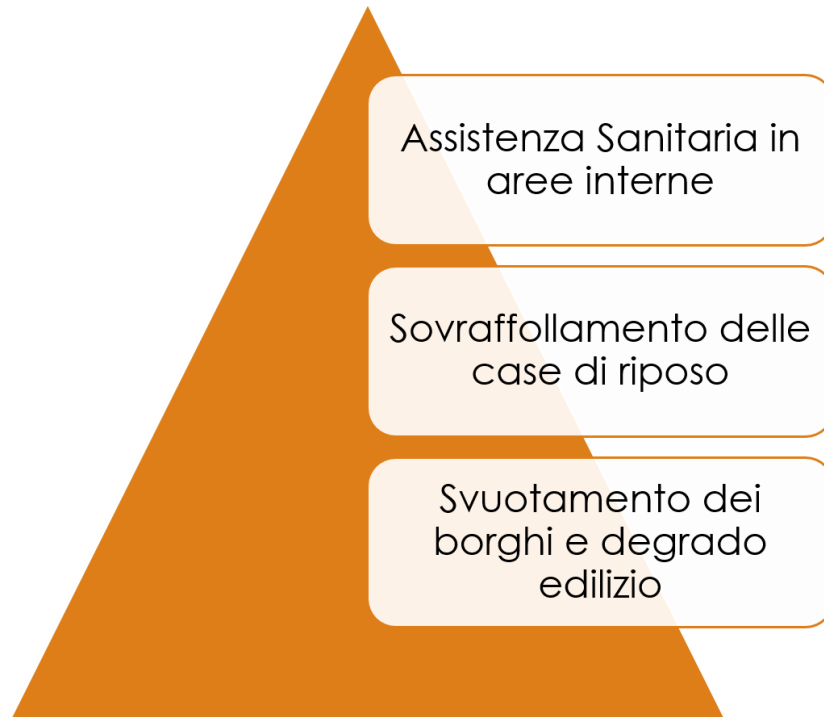 Assistenza Sanitaria in
aree interne
Sovraffollamento delle
case di riposo
Svuotamento dei
borghi e degrado
edilizio